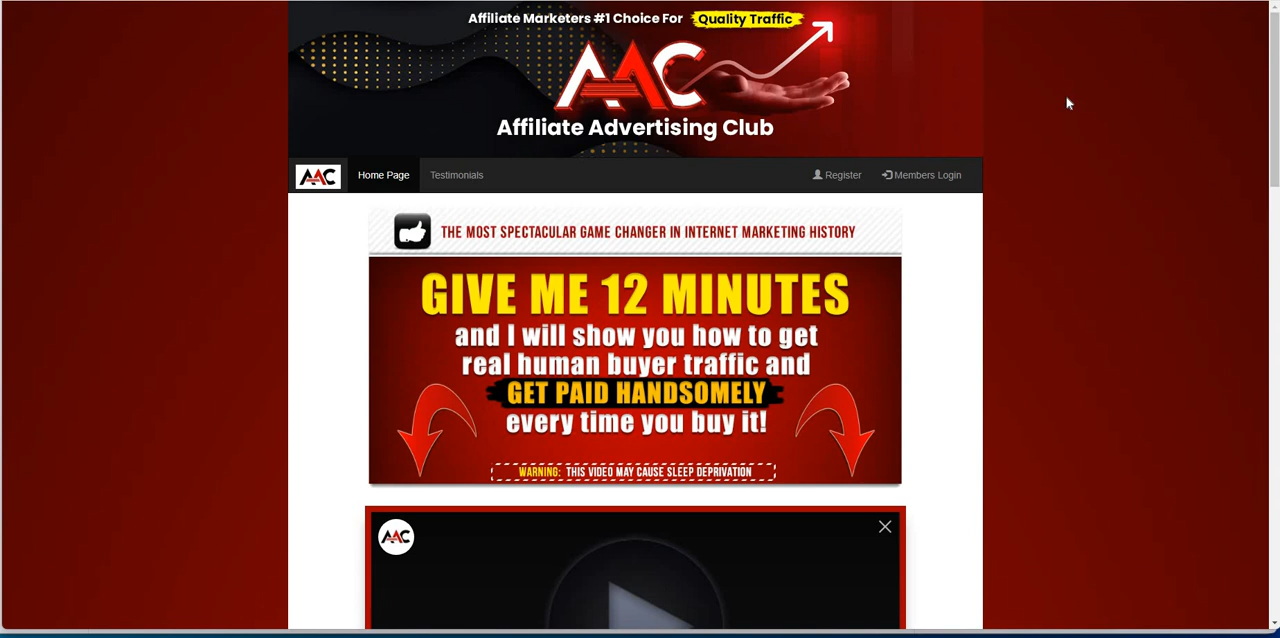 Affiliate Marketers #1 Choice For Quality Traffic
AAC
Affiliate Advertising Club
AAC Home Page Testimonials Register Members Login
THE MOST SPECTACULAR GAME CHANGER IN INTERNET MARKETING HISTORY
GIVE ME 12 MINUTES
and I will show you how to get
real human buyer traffic and
GET PAID HANDSOMELY
every time you buy it!
WARNING: THIS VIDEO MAY CAUSE SLEEP DEPRIVATION
AAC